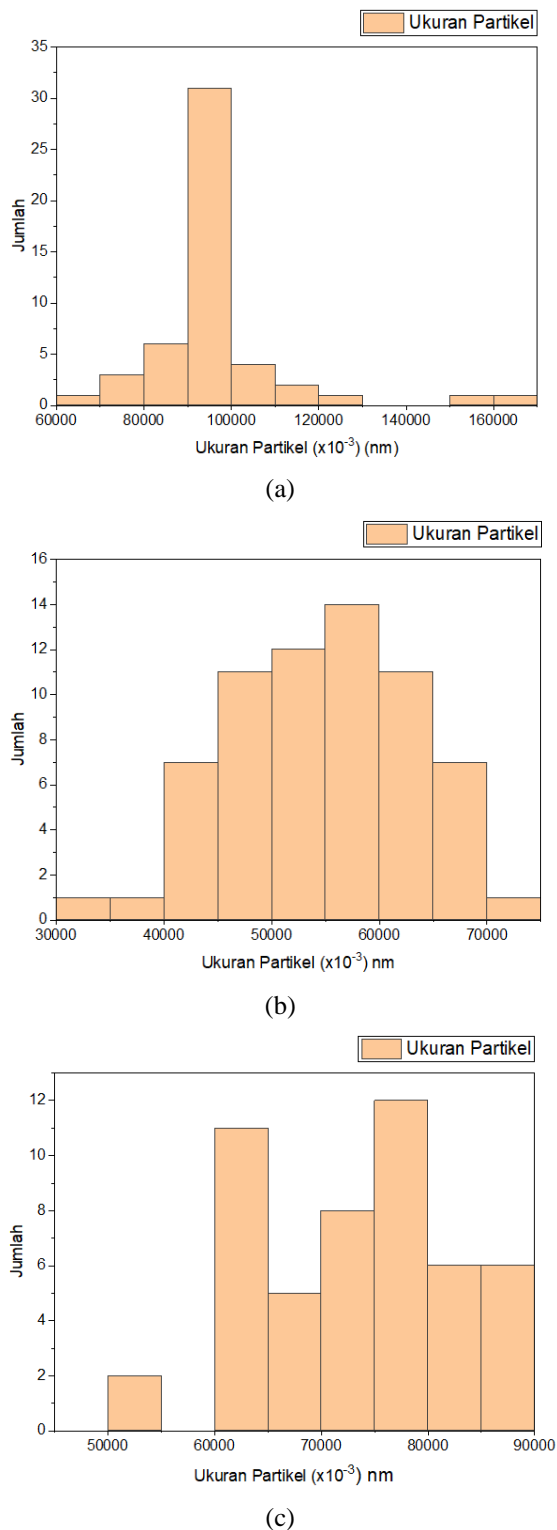 Ukuran Partikel
35
30
25
20
15
10
5
0
Jumlah
60000 80000 100000 120000 140000 160000
Ukuran Partikel (x10⁻³) (nm)
(a)
Ukuran Partikel
16
14
12
10
8
6
4
2
0
Jumlah
30000 40000 50000 60000 70000
Ukuran Partikel (x10⁻³) nm
(b)
Ukuran Partikel
12
10
8
6
4
2
0
Jumlah
50000 60000 70000 80000 90000
Ukuran Partikel (x10⁻³) nm
(c)